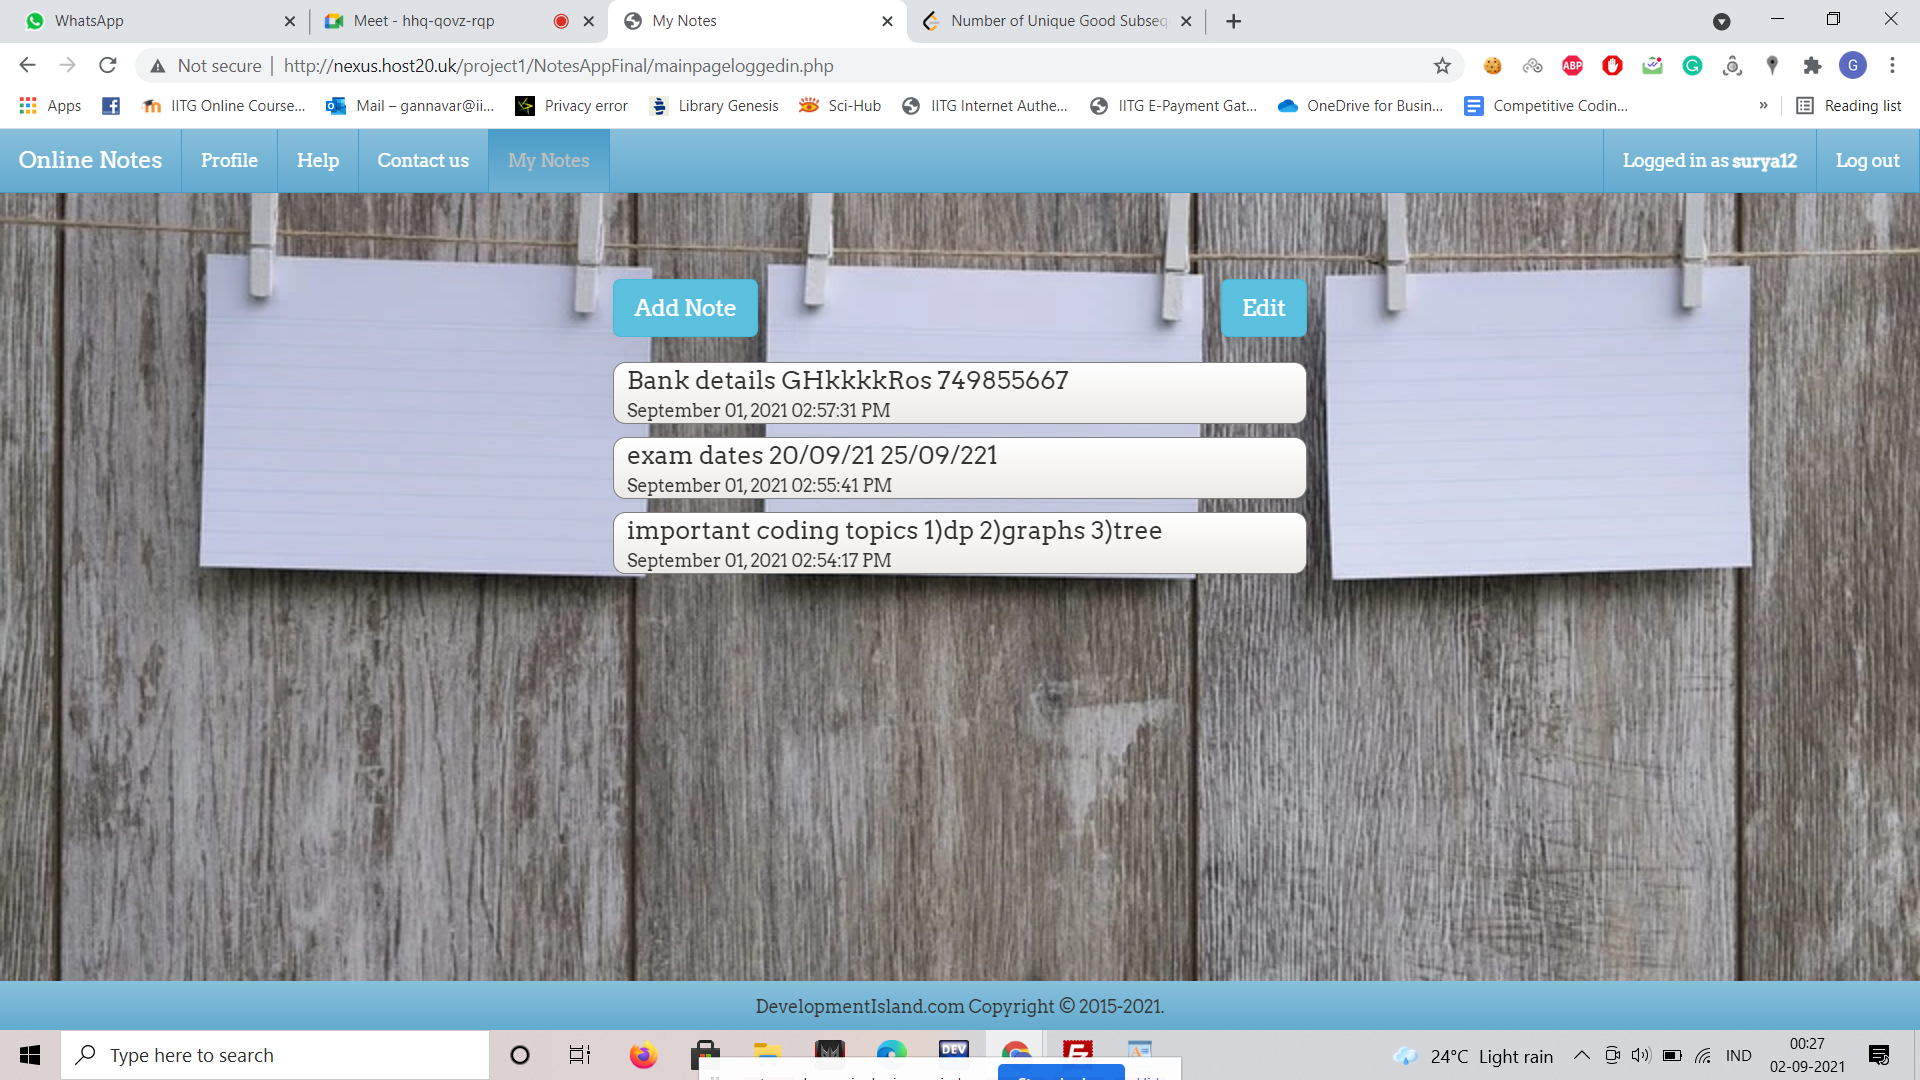 WhatsApp
Meet - hhq-qovz-rqp
My Notes
Number of Unique Good Subseq
Not secure
http://nexus.host20.uk/project1/NotesAppFinal/mainpageloggedin.php
ABP
G
Apps
IITG Online Course...
Mail – gannavar@ii...
Privacy error
Library Genesis
Sci-Hub
IITG Internet Authe...
IITG E-Payment Gat...
OneDrive for Busin...
Competitive Codin...
»
Reading list
Online Notes
Profile
Help
Contact us
My Notes
Logged in as surya12
Log out
Add Note
Edit
Bank details GHkkkkRos 749855667
September 01, 2021 02:57:31 PM
exam dates 20/09/21 25/09/221
September 01, 2021 02:55:41 PM
important coding topics 1)dp 2)graphs 3)tree
September 01, 2021 02:54:17 PM
DevelopmentIsland.com Copyright © 2015-2021.
Type here to search
DEV
24°C Light rain
IND
00:27
02-09-2021